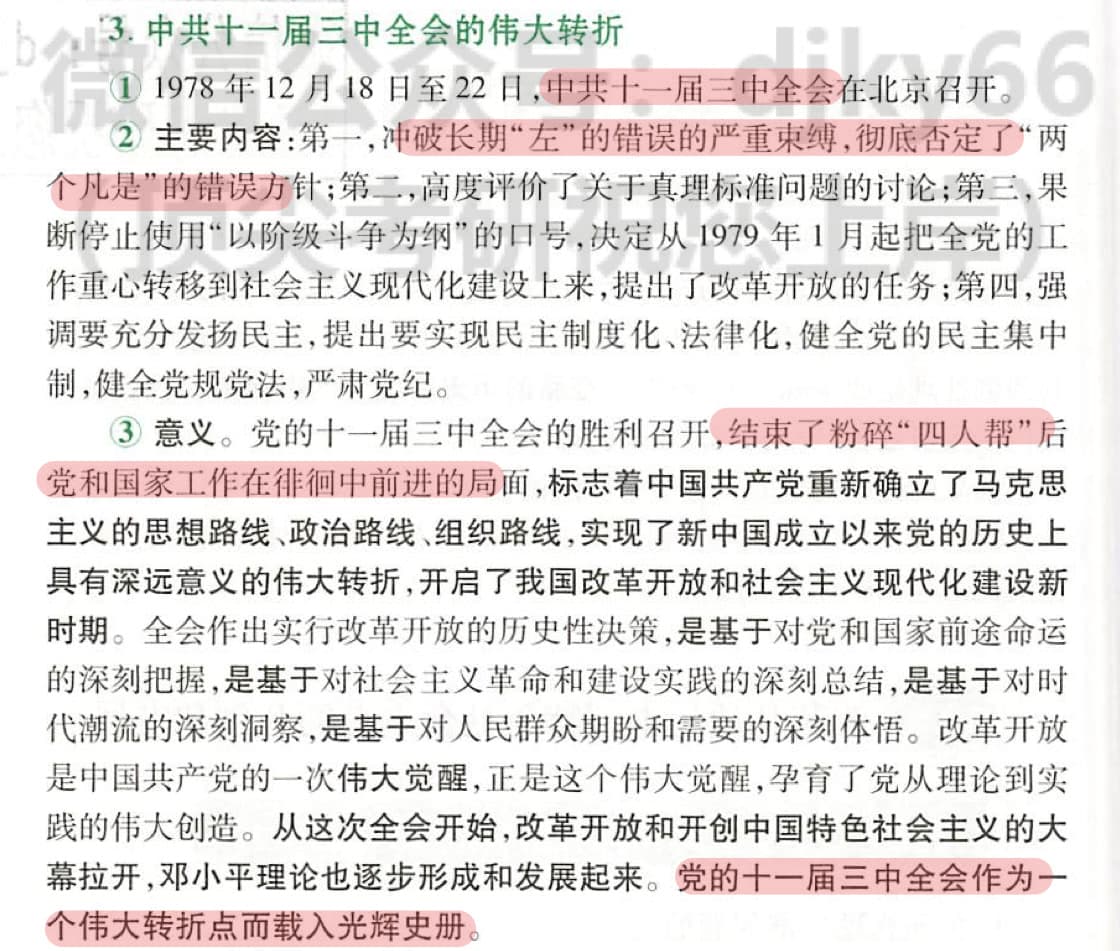 3. 中共十一届三中全会的伟大转折
① 1978 年 12 月 18 日至 22 日,中共十一届三中全会在北京召开。
② 主要内容:第一,冲破长期“左”的错误的严重束缚,彻底否定了“两
个凡是”的错误方针;第二,高度评价了关于真理标准问题的讨论;第三,果
断停止使用“以阶级斗争为纲”的口号,决定从 1979 年 1 月起把全党的工
作重心转移到社会主义现代化建设上来,提出了改革开放的任务;第四,强
调要充分发扬民主,提出要实现民主制度化、法律化,健全党的民主集中
制,健全党规党法,严肃党纪。
③ 意义。党的十一届三中全会的胜利召开,结束了粉碎“四人帮”后
党和国家工作在徘徊中前进的局面,标志着中国共产党重新确立了马克思
主义的思想路线、政治路线、组织路线,实现了新中国成立以来党的历史上
具有深远意义的伟大转折,开启了我国改革开放和社会主义现代化建设新
时期。全会作出实行改革开放的历史性决策,是基于对党和国家前途命运
的深刻把握,是基于对社会主义革命和建设实践的深刻总结,是基于对时
代潮流的深刻洞察,是基于对人民群众期盼和需要的深刻体悟。改革开放
是中国共产党的一次伟大觉醒,正是这个伟大觉醒,孕育了党从理论到实
践的伟大创造。从这次全会开始,改革开放和开创中国特色社会主义的大
幕拉开,邓小平理论也逐步形成和发展起来。党的十一届三中全会作为一
个伟大转折点而载入光辉史册。
微信公众号: djky66
(顶尖考研祝您上岸)